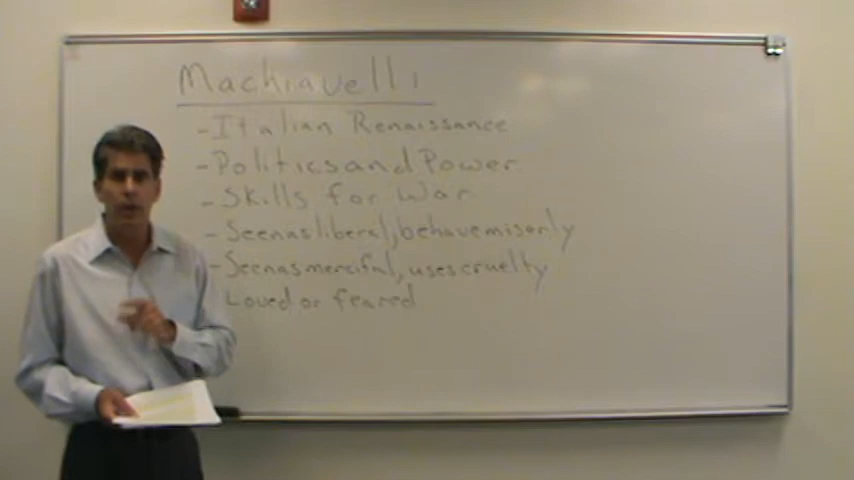 Machiavelli
- Italian Renaissance
- Politics and Power
- Skills for War
- Seen as liberal, behave miserly
- Seen as merciful, uses cruelty
Loved or feared